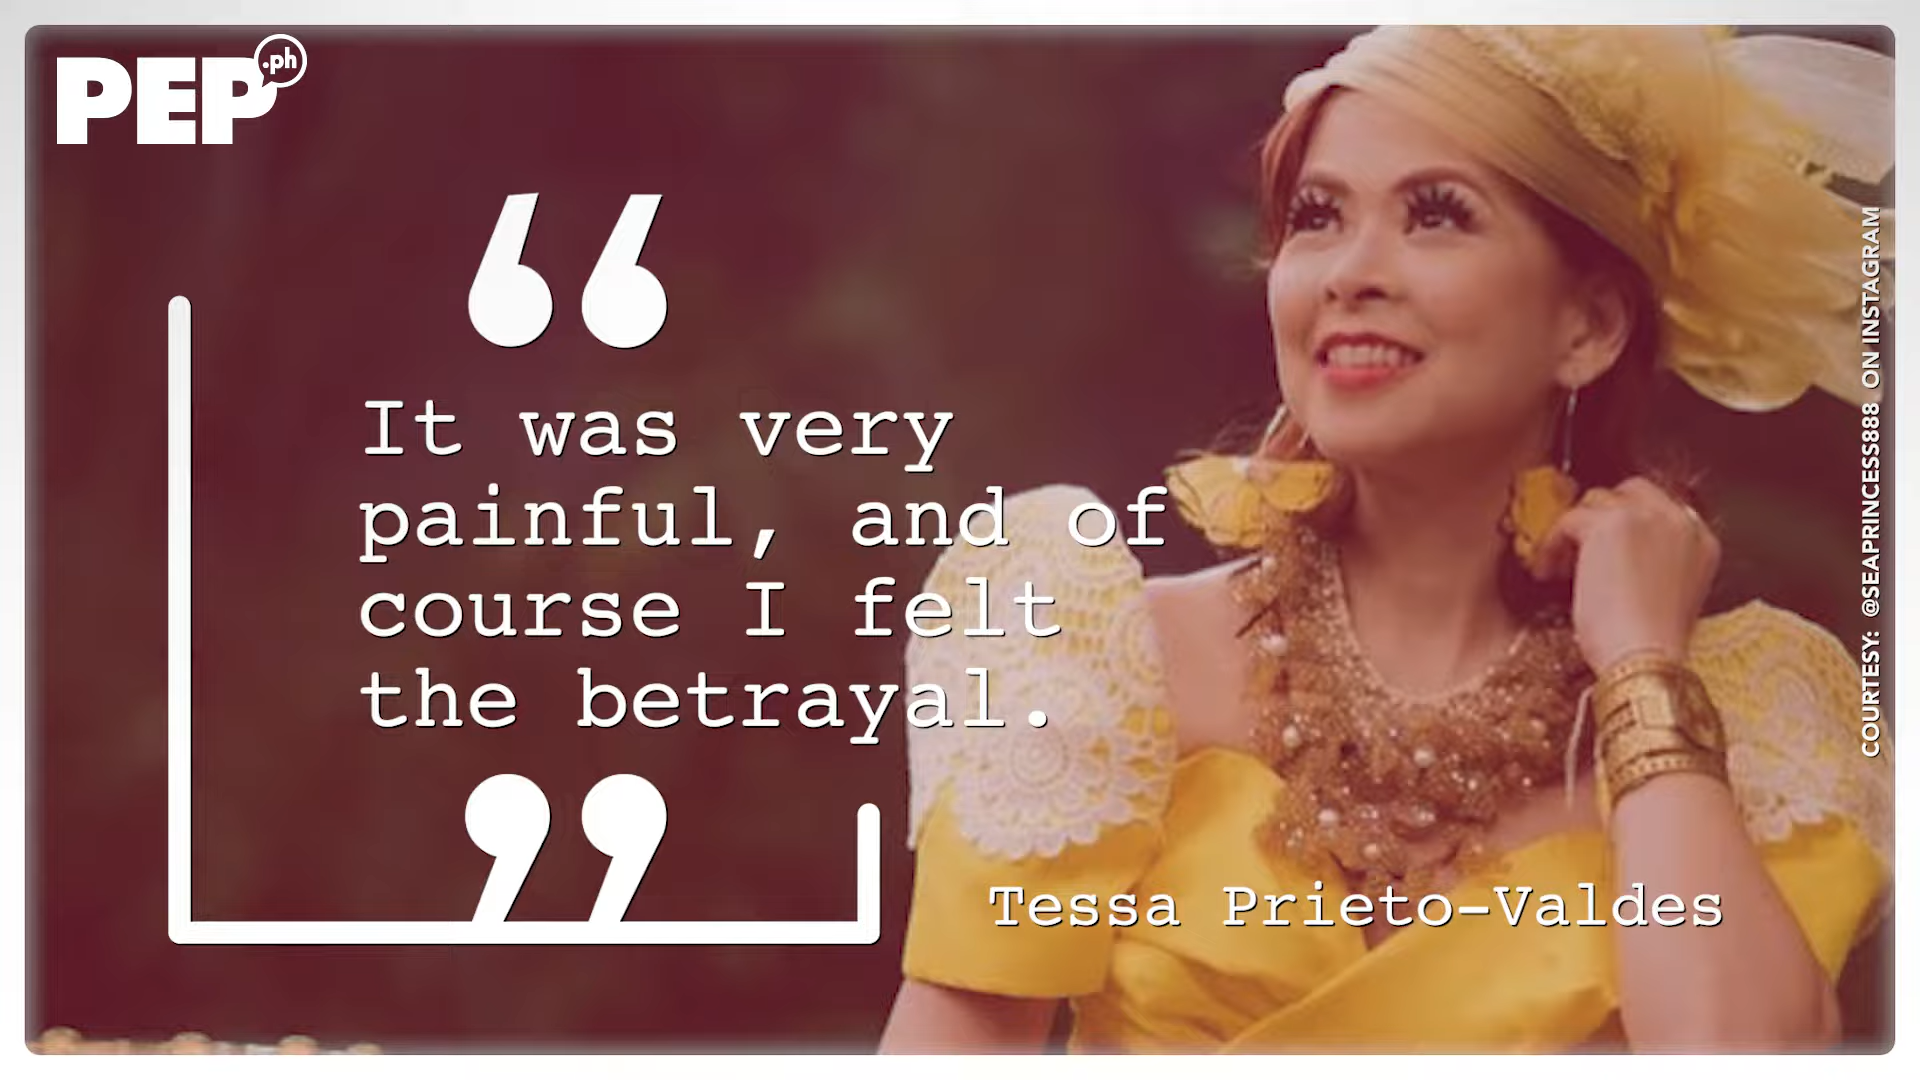 PEP.ph
“
It was very
painful, and of
course I felt
the betrayal.
”
Tessa Prieto-Valdes
COURTESY: @SEAPRINCESS888 ON INSTAGRAM